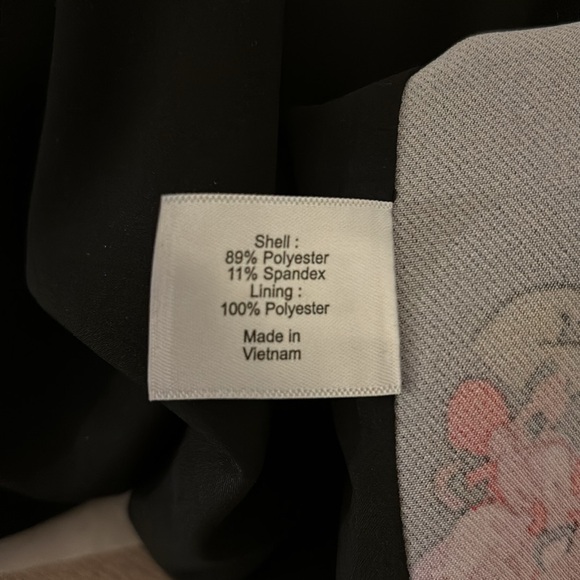 Shell :
89% Polyester
11% Spandex
Lining :
100% Polyester
Made in
Vietnam